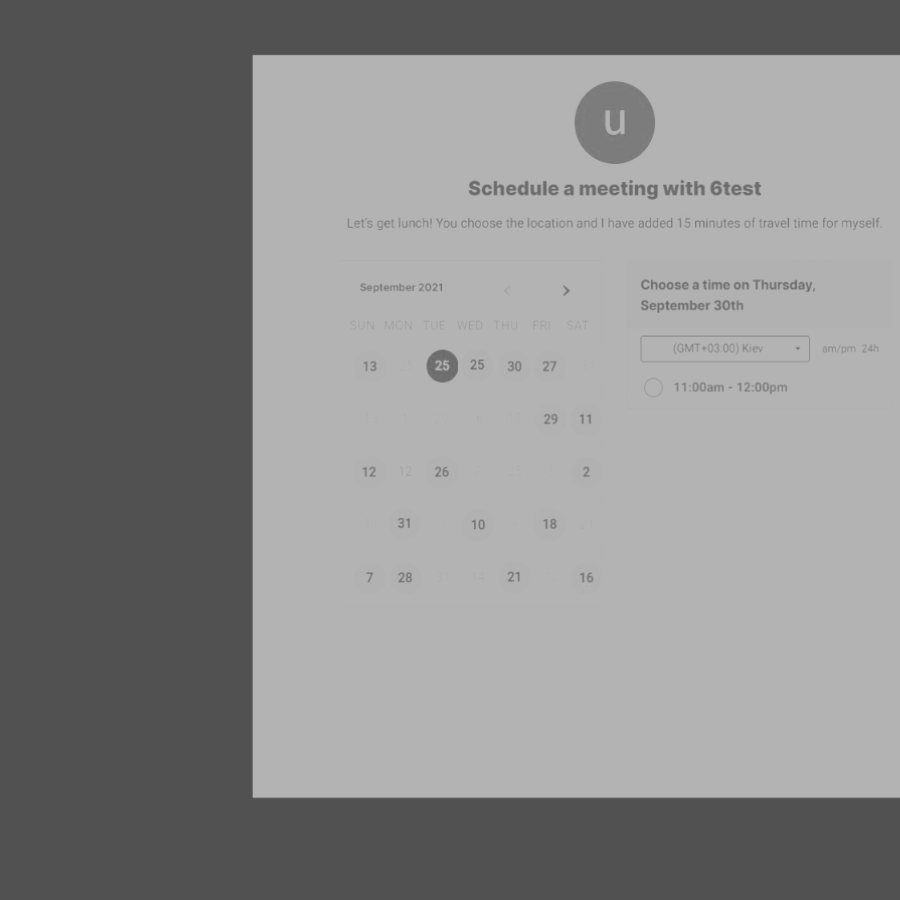 u
Schedule a meeting with 6test
Let's get lunch! You choose the location and I have added 15 minutes of travel time for myself.
September 2021
SUN MON TUE WED THU FRI SAT
13 25 25 30 27
29 11
12 12 26 2
31 10 18
7 28 21 16
Choose a time on Thursday,
September 30th
(GMT+03:00) Kiev am/pm 24h
11:00am - 12:00pm